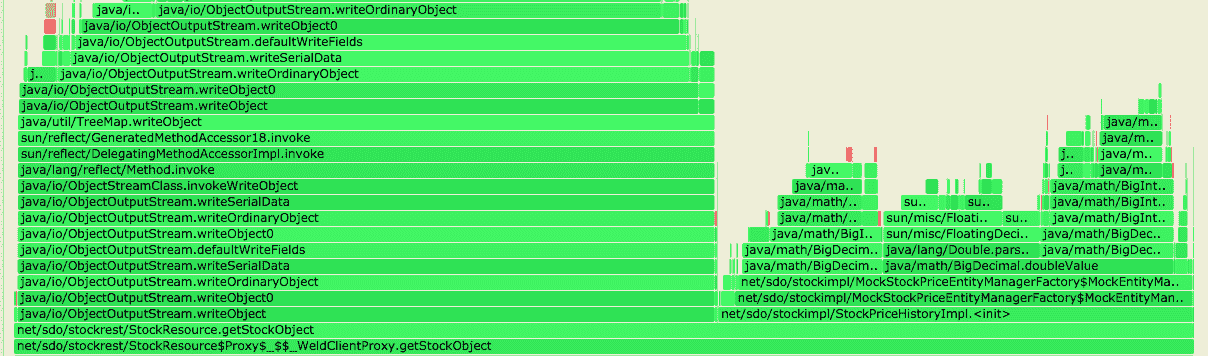 java/i.. java/io/ObjectOutputStream.writeOrdinaryObject
java/io/ObjectOutputStream.writeObject0
java/io/ObjectOutputStream.defaultWriteFields
java/io/ObjectOutputStream.writeSerialData
j.. java/io/ObjectOutputStream.writeOrdinaryObject
java/io/ObjectOutputStream.writeObject0
java/io/ObjectOutputStream.writeObject
java/util/TreeMap.writeObject java/m..
sun/reflect/GeneratedMethodAccessor18.invoke java/m..
sun/reflect/DelegatingMethodAccessorImpl.invoke j.. java/m..
java/lang/reflect/Method.invoke jav.. j.. java/m..
java/io/ObjectStreamClass.invokeWriteObject java/ma.. java/math/BigInt..
java/io/ObjectOutputStream.writeSerialData java/math/.. su.. su.. java/math/BigInt..
java/io/ObjectOutputStream.writeOrdinaryObject java/math/.. sun/misc/Floati.. su.. java/math/BigInt..
java/io/ObjectOutputStream.writeObject0 java/math/BigI.. sun/misc/FloatingDeci.. java/math/BigDec..
java/io/ObjectOutputStream.defaultWriteFields java/math/BigDecim.. java/lang/Double.pars.. java/math/BigDec..
java/io/ObjectOutputStream.writeSerialData java/math/BigDecim.. java/math/BigDecimal.doubleValue
java/io/ObjectOutputStream.writeOrdinaryObject net/sdo/stockimpl/MockStockPriceEntityManagerFactory$MockEntityMa..
java/io/ObjectOutputStream.writeObject0 net/sdo/stockimpl/MockStockPriceEntityManagerFactory$MockEntityMan..
java/io/ObjectOutputStream.writeObject net/sdo/stockimpl/StockPriceHistoryImpl.<init>
net/sdo/stockrest/StockResource.getStockObject
net/sdo/stockrest/StockResource$Proxy$_$$_WeldClientProxy.getStockObject